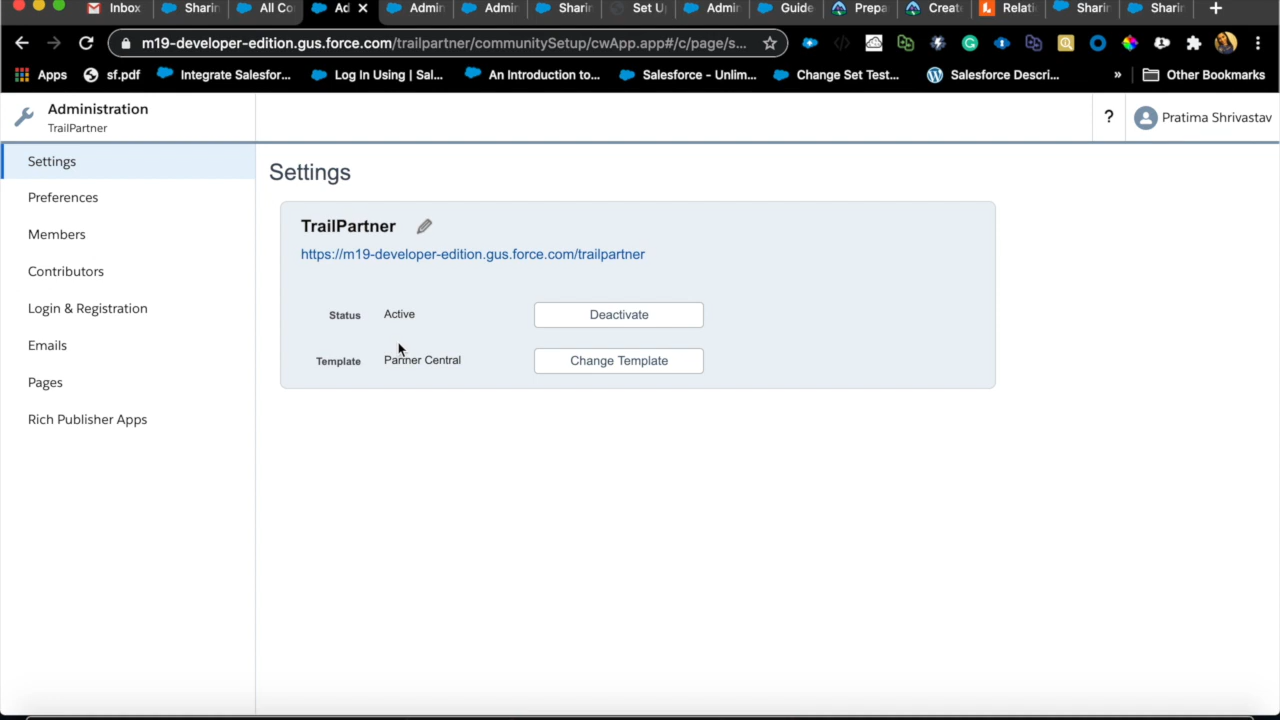 Inbox Sharin All Co Ad Admin Admin Sharin Set U Admin Guide Prepa Create Relati Sharin Sharin
m19-developer-edition.gus.force.com/trailpartner/communitySetup/cwApp.app#/c/page/s...
Apps sf.pdf Integrate Salesfor... Log In Using | Sal... An Introduction to... Salesforce - Unlim... Change Set Test... Salesforce Descri... » Other Bookmarks
Administration
TrailPartner
? Pratima Shrivastav
Settings
Preferences
Members
Contributors
Login & Registration
Emails
Pages
Rich Publisher Apps
Settings
TrailPartner
https://m19-developer-edition.gus.force.com/trailpartner
Status Active Deactivate
Template Partner Central Change Template